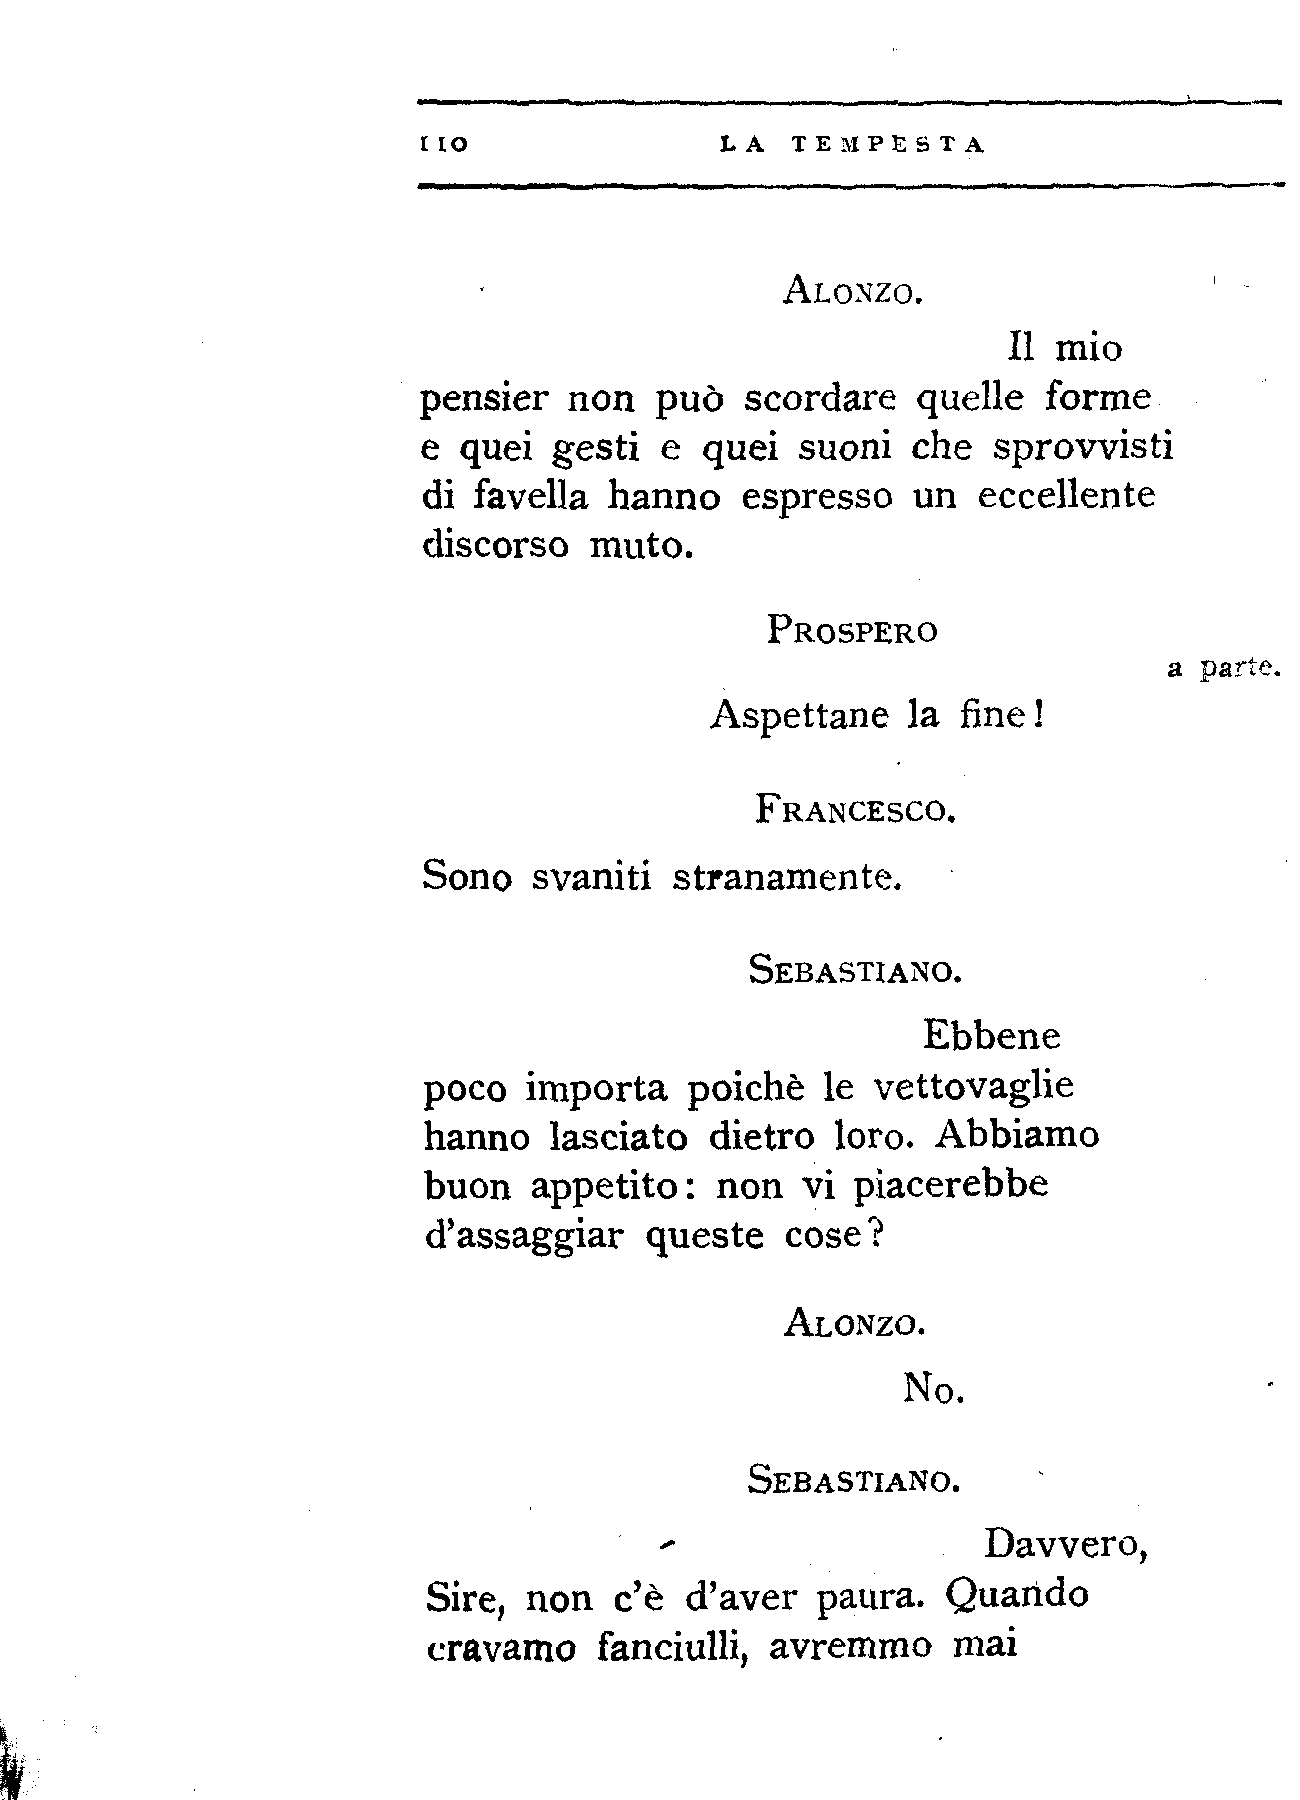 110 LA TEMPESTA
ALONZO.
Il mio
pensier non può scordare quelle forme
e quei gesti e quei suoni che sprovvisti
di favella hanno espresso un eccellente
discorso muto.
PROSPERO
a parte.
Aspettane la fine!
FRANCESCO.
Sono svaniti stranamente.
SEBASTIANO.
Ebbene
poco importa poichè le vettovaglie
hanno lasciato dietro loro. Abbiamo
buon appetito: non vi piacerebbe
d'assaggiar queste cose?
ALONZO.
No.
SEBASTIANO.
Davvero,
Sire, non c'è d'aver paura. Quando
eravamo fanciulli, avremmo mai